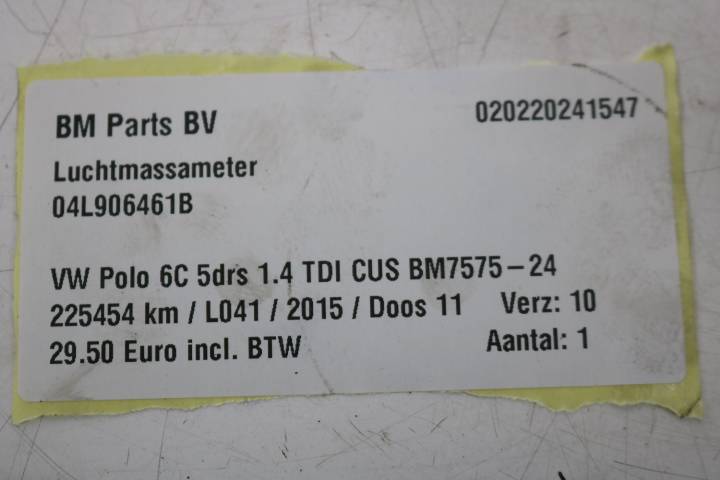 BM Parts BV 020220241547
Luchtmassameter
04L906461B
VW Polo 6C 5drs 1.4 TDI CUS BM7575-24
225454 km / L041 / 2015 / Doos 11 Verz: 10
29.50 Euro incl. BTW Aantal: 1